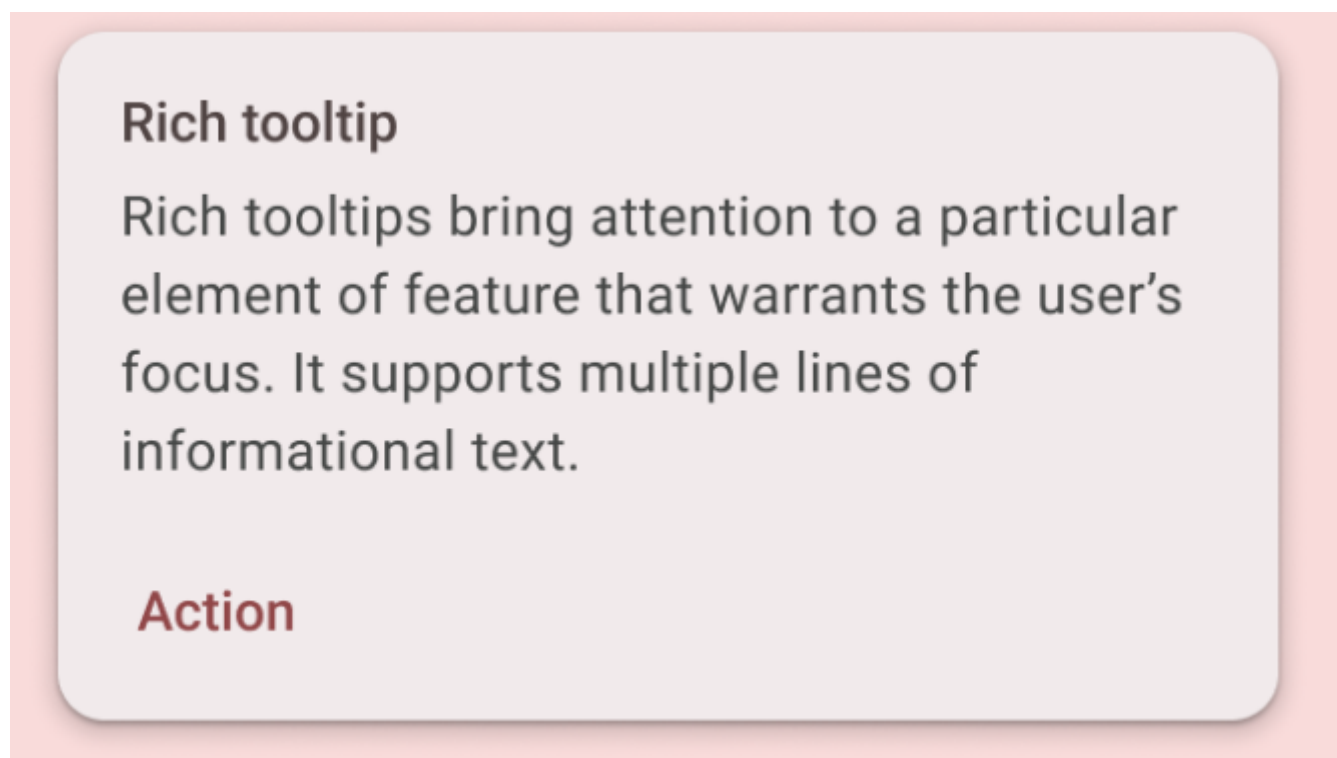 Rich tooltip
Rich tooltips bring attention to a particular
element of feature that warrants the user’s
focus. It supports multiple lines of
informational text.
Action